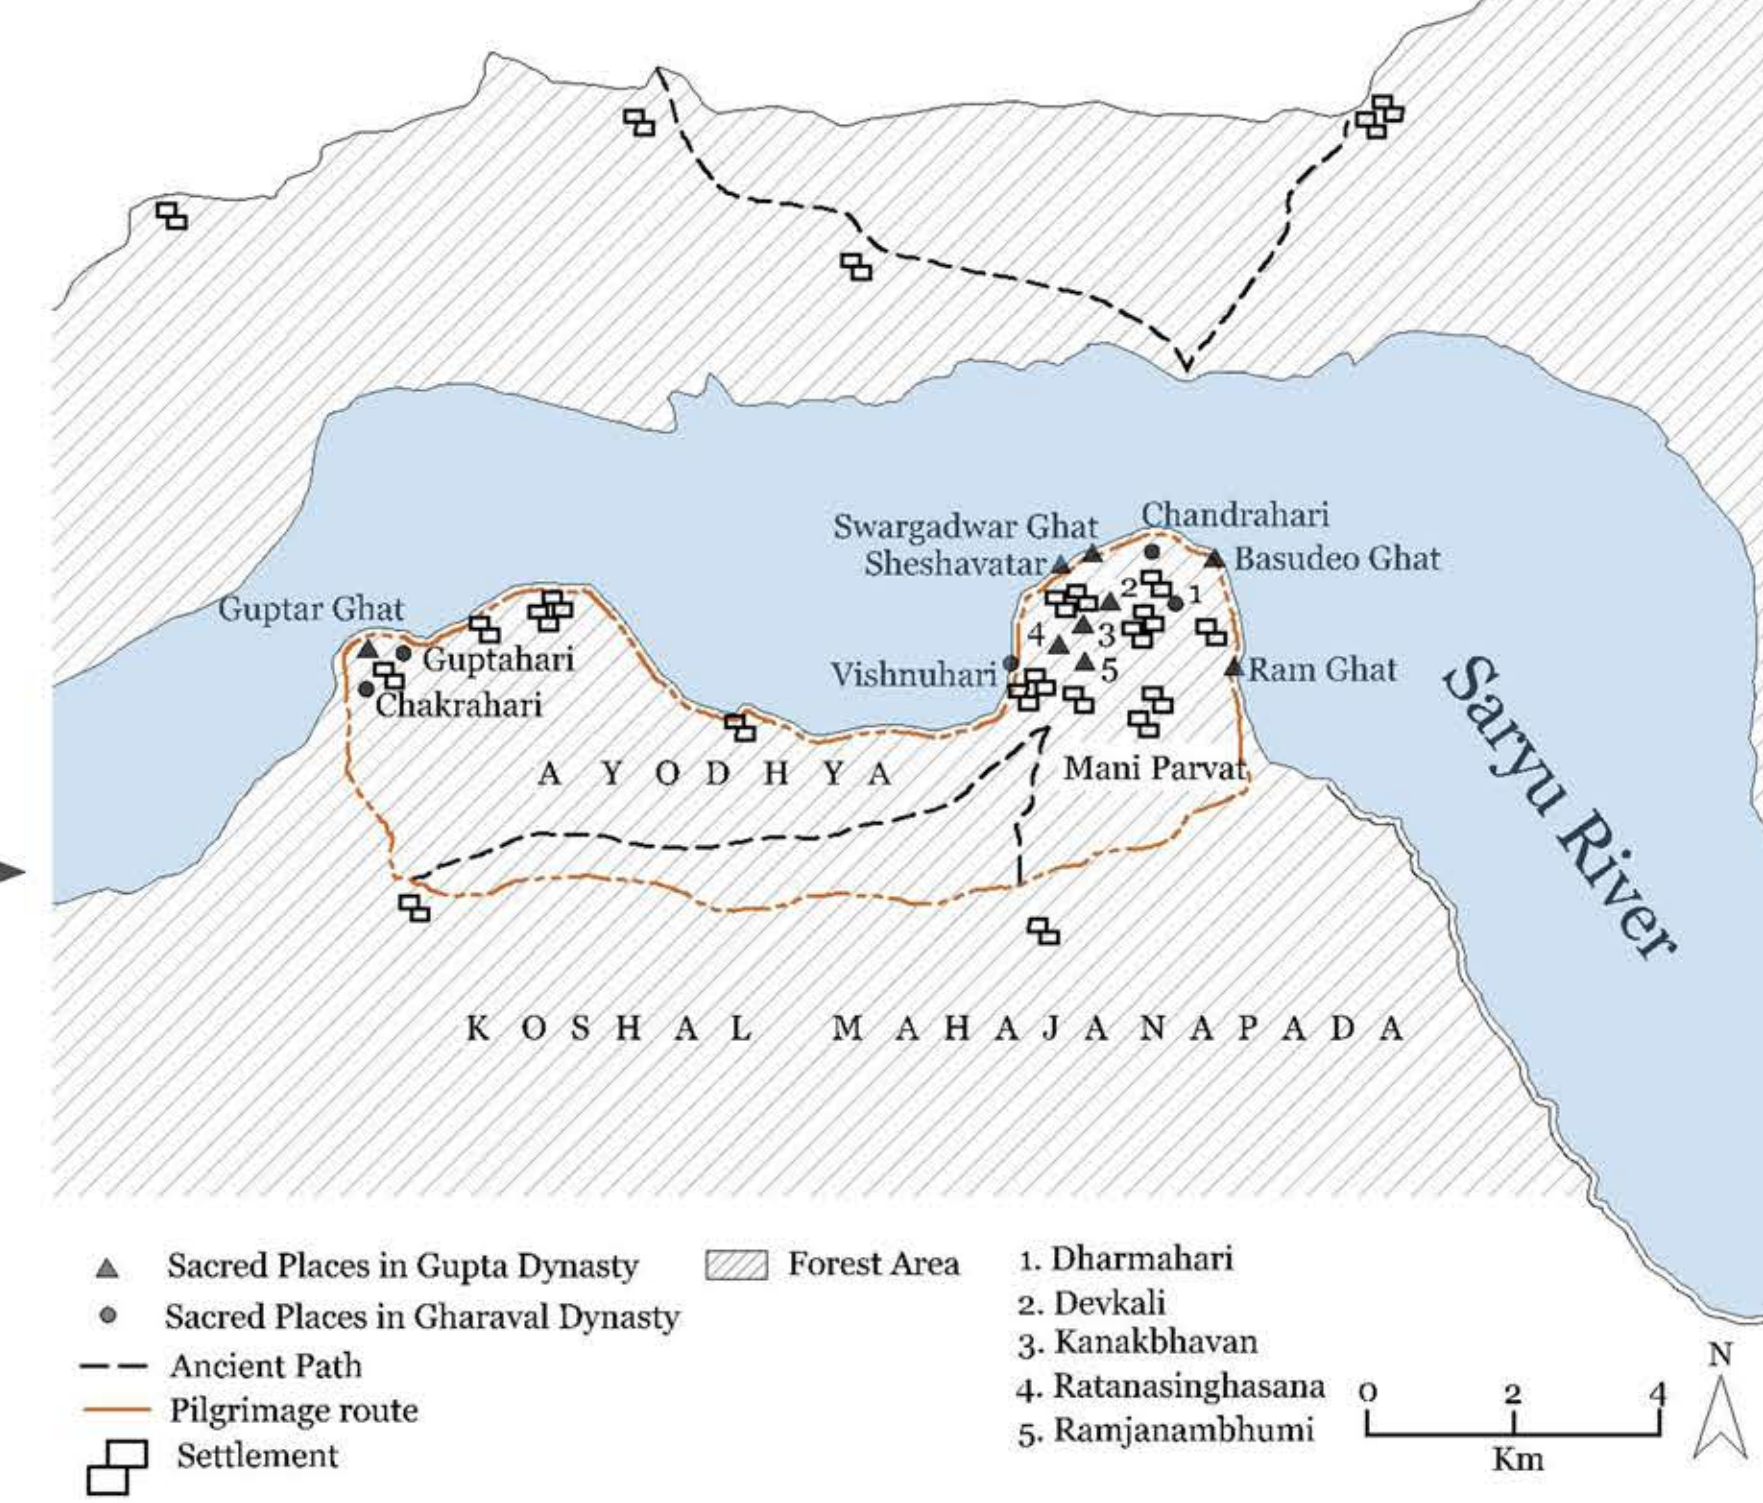 Swargadwar Ghat
Chandrahari
Sheshavatar
Basudeo Ghat
Guptar Ghat
2
1
4
3
Guptahari
Vishnuhari
5
Ram Ghat
Chakrahari
Saryu River
A Y O D H Y A
Mani Parvat
K O S H A L M A H A J A N A P A D A
Sacred Places in Gupta Dynasty
Sacred Places in Gharaval Dynasty
Ancient Path
Pilgrimage route
Settlement
Forest Area
1. Dharmahari
2. Devkali
3. Kanakbhavan
4. Ratanasinghasana
5. Ramjanambhumi
0 2 4
Km
N